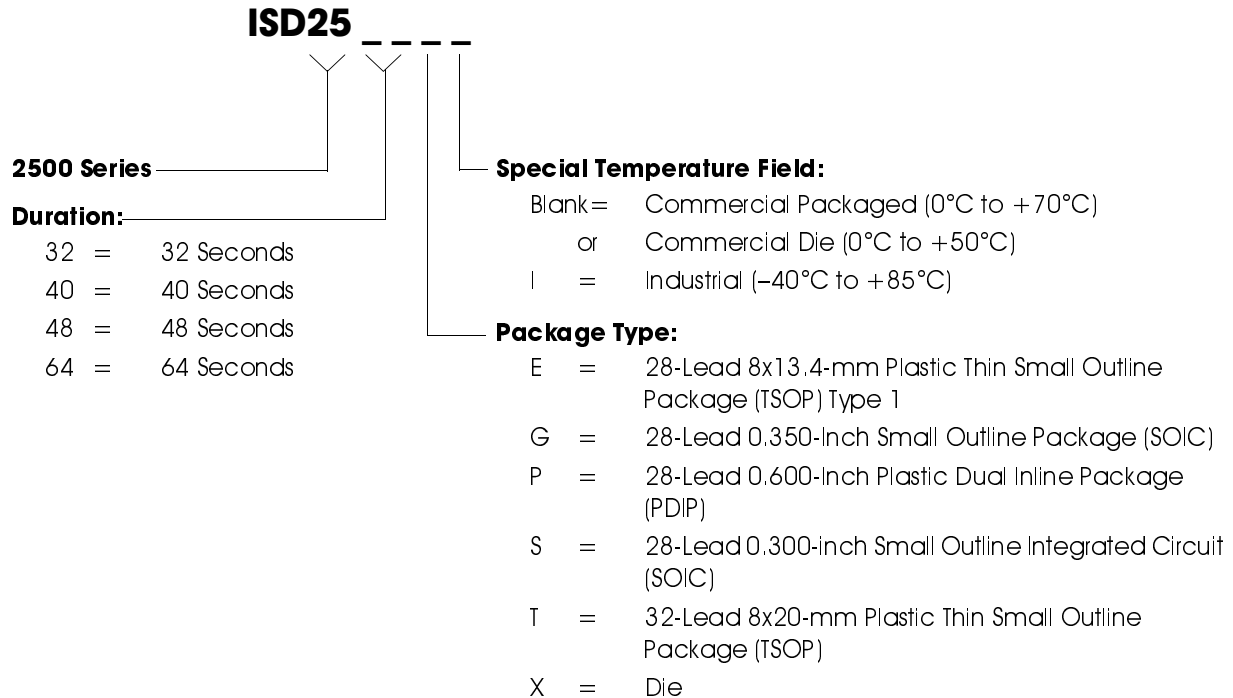 ISD25 _ _ _ _
2500 Series
Duration:
32 = 32 Seconds
40 = 40 Seconds
48 = 48 Seconds
64 = 64 Seconds
Special Temperature Field:
Blank= Commercial Packaged (0°C to +70°C)
or Commercial Die (0°C to +50°C)
I = Industrial (–40°C to +85°C)
Package Type:
E = 28-Lead 8x13.4-mm Plastic Thin Small Outline
Package (TSOP) Type 1
G = 28-Lead 0.350-Inch Small Outline Package (SOIC)
P = 28-Lead 0.600-Inch Plastic Dual Inline Package
(PDIP)
S = 28-Lead 0.300-inch Small Outline Integrated Circuit
(SOIC)
T = 32-Lead 8x20-mm Plastic Thin Small Outline
Package (TSOP)
X = Die